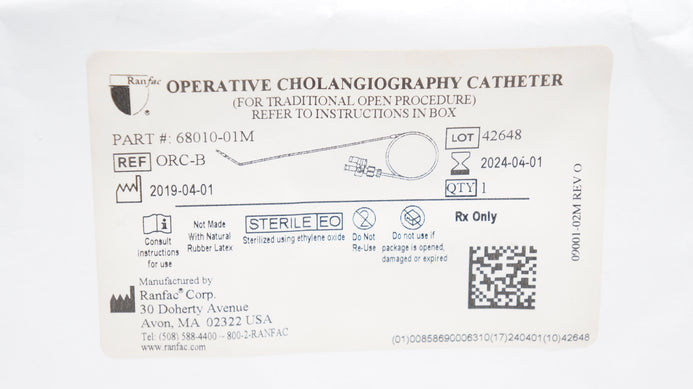 Ranfac
®
OPERATIVE CHOLANGIOGRAPHY CATHETER
(FOR TRADITIONAL OPEN PROCEDURE)
REFER TO INSTRUCTIONS IN BOX
PART #: 68010-01M
LOT 42648
REF ORC-B
2024-04-01
2019-04-01
QTY 1
i
Consult
instructions
for use
Not Made
With Natural
Rubber Latex
STERILE EO
Sterilized using ethylene oxide
2
Do Not
Re-Use
Do not use if
package is opened,
damaged or expired
Rx Only
09001-02M REV O
Manufactured by
Ranfac® Corp.
30 Doherty Avenue
Avon, MA 02322 USA
Tel: (508) 588-4400 ~ 800-2-RANFAC
www.ranfac.com
(01)00858690006310(17)240401(10)42648